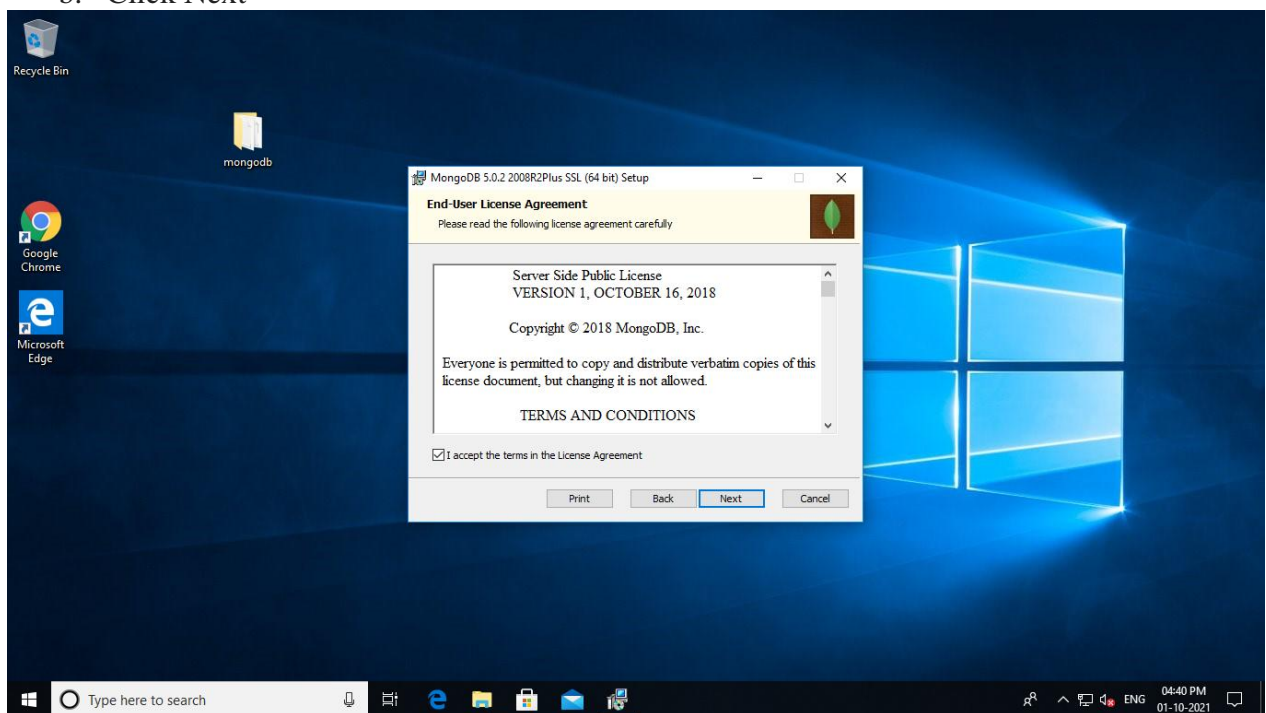 Click Next
Recycle Bin
mongodb
Google
Chrome
Microsoft
Edge
MongoDB 5.0.2 2008R2Plus SSL (64 bit) Setup
End-User License Agreement
Please read the following license agreement carefully
Server Side Public License
VERSION 1, OCTOBER 16, 2018
Copyright © 2018 MongoDB, Inc.
Everyone is permitted to copy and distribute verbatim copies of this
license document, but changing it is not allowed.
TERMS AND CONDITIONS
I accept the terms in the License Agreement
Print Back Next Cancel
Type here to search
ENG
04:40 PM
01-10-2021